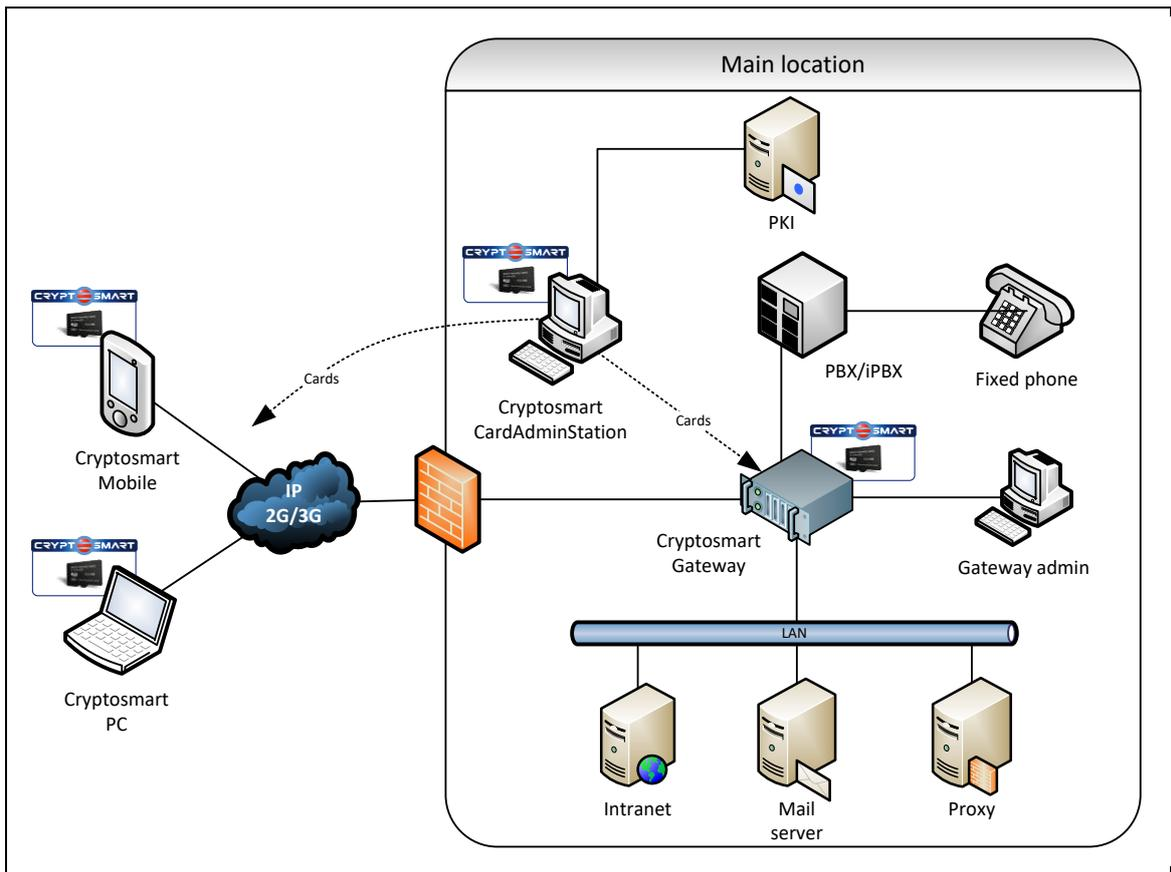 Main location
PKI
CRYPTOSMART
CRYPTOSMART
Cards
Cryptosmart
CardAdminStation
Cards
PBX/iPBX
Fixed phone
Cryptosmart
Mobile
CRYPTOSMART
IP
2G/3G
Cryptosmart
Gateway
Gateway admin
CRYPTOSMART
Cryptosmart
PC
LAN
Intranet
Mail
server
Proxy